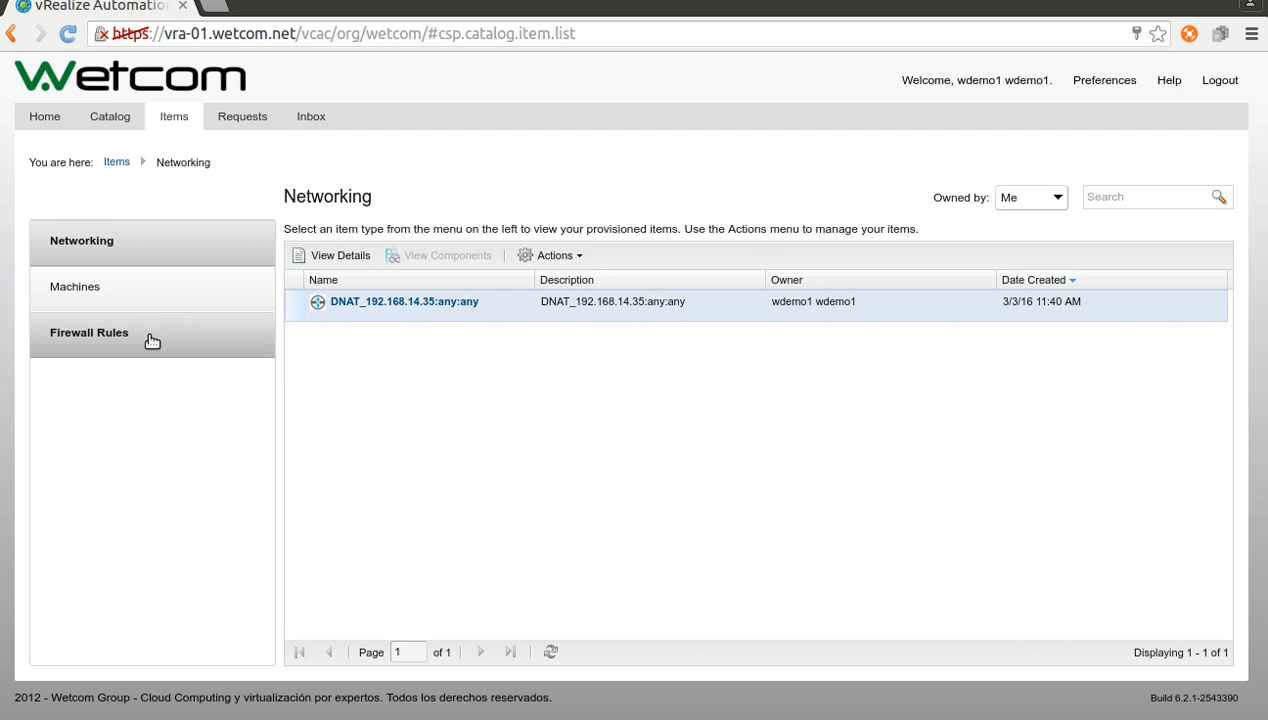 vRealize Automation
https://vra-01.wetcom.net/vcac/org/wetcom/#csp.catalog.item.list
Wetcom
Welcome, wdemo1 wdemo1. Preferences Help Logout
Home Catalog Items Requests Inbox
You are here: Items Networking
Networking
Owned by: Me Search
Select an item type from the menu on the left to view your provisioned items. Use the Actions menu to manage your items.
Networking
Machines
Firewall Rules
View Details View Components Actions
Name Description Owner Date Created
DNAT_192.168.14.35:any:any DNAT_192.168.14.35:any:any wdemo1 wdemo1 3/3/16 11:40 AM
Page 1 of 1 Displaying 1 - 1 of 1
2012 - Wetcom Group - Cloud Computing y virtualización por expertos. Todos los derechos reservados. Build 6.2.1-2543390